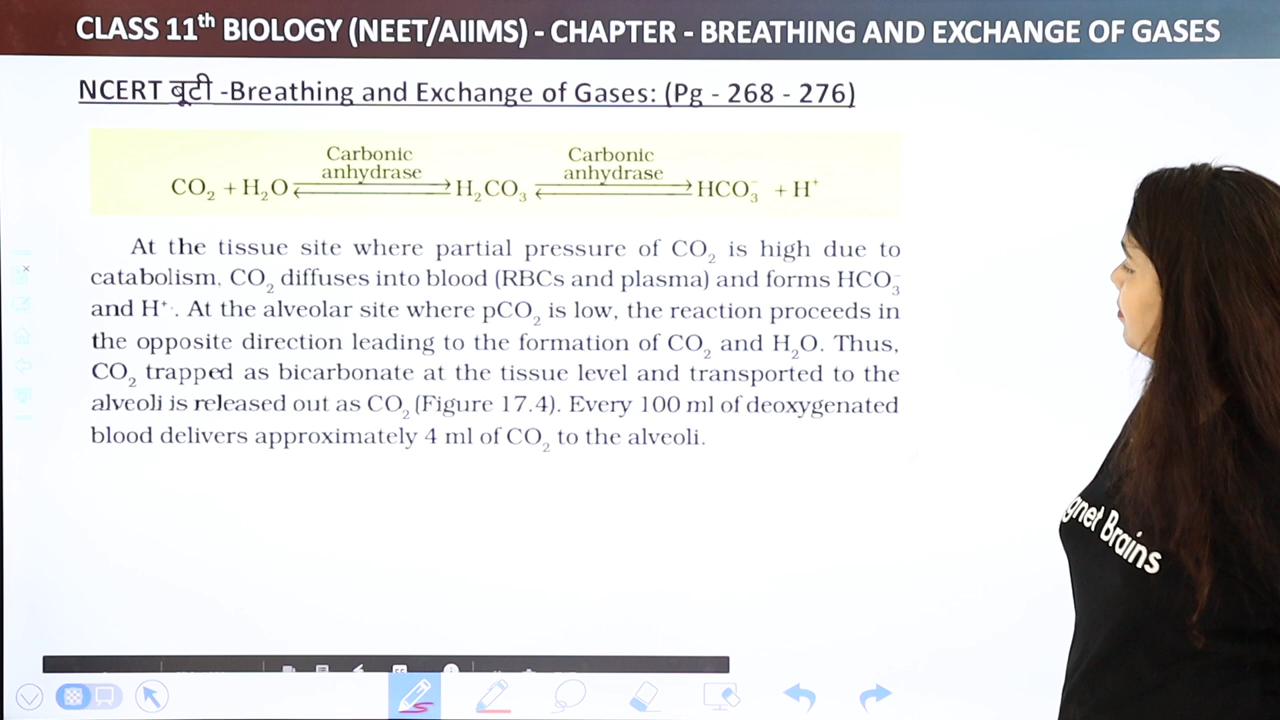 CLASS 11th BIOLOGY (NEET/AIIMS) - CHAPTER - BREATHING AND EXCHANGE OF GASES
NCERT बूटी -Breathing and Exchange of Gases: (Pg - 268 - 276)
Carbonic anhydrase Carbonic anhydrase
CO₂ + H₂O ⇌ H₂CO₃ ⇌ HCO₃⁻ + H⁺
At the tissue site where partial pressure of CO₂ is high due to
catabolism, CO₂ diffuses into blood (RBCs and plasma) and forms HCO₃⁻
and H⁺. At the alveolar site where pCO₂ is low, the reaction proceeds in
the opposite direction leading to the formation of CO₂ and H₂O. Thus,
CO₂ trapped as bicarbonate at the tissue level and transported to the
alveoli is released out as CO₂ (Figure 17.4). Every 100 ml of deoxygenated
blood delivers approximately 4 ml of CO₂ to the alveoli.
Brains